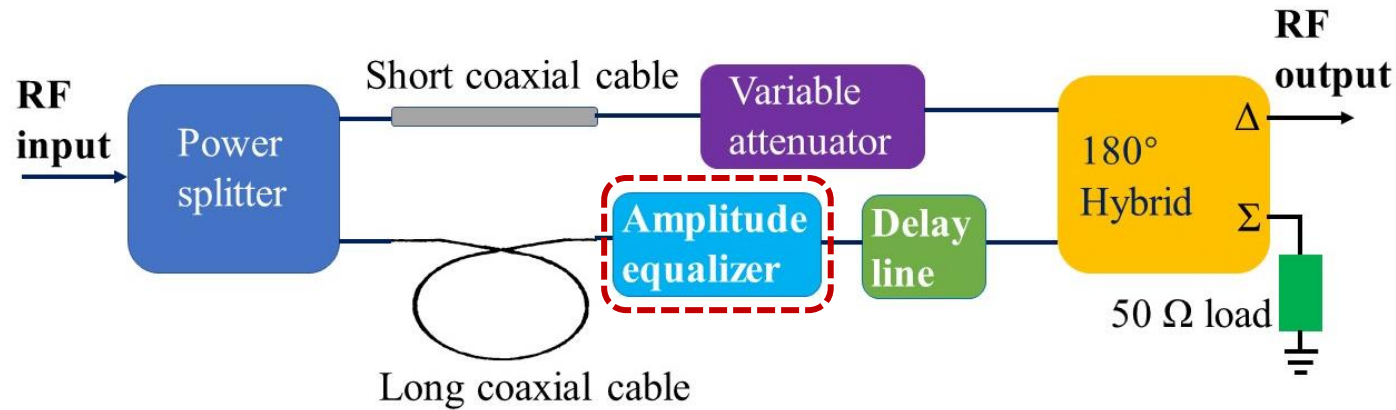 RF
input
Power
splitter
Short coaxial cable
Variable
attenuator
Amplitude
equalizer
Delay
line
Long coaxial cable
180°
Hybrid
Δ
Σ
RF
output
50 Ω load